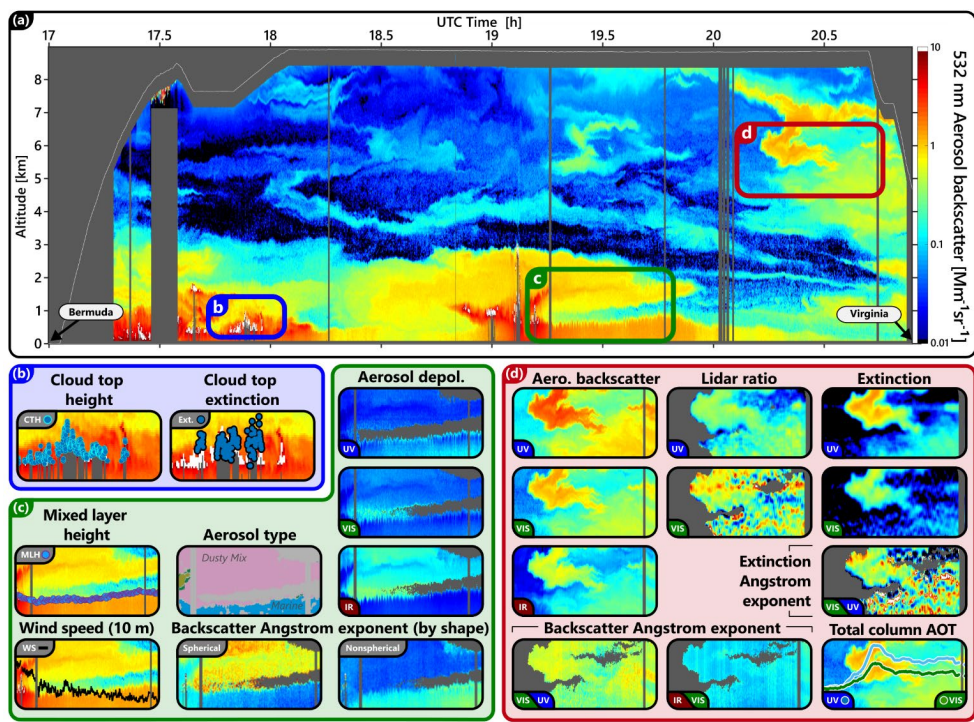 (a)
UTC Time [h]
17 17.5 18 18.5 19 19.5 20 20.5
Altitude [km]
8
7
6
5
4
3
2
1
0
b
c
d
Bermuda
Virginia
10
1
0.1
0.01
532 nm Aerosol backscatter [Mm⁻¹sr⁻¹]
(b)
Cloud top
height
CTH
Cloud top
extinction
Ext.
(c)
Aerosol depol.
UV
VIS
IR
Mixed layer
height
MLH
Aerosol type
Dusty Mix
Marine
Wind speed (10 m)
WS
Backscatter Angstrom exponent (by shape)
Spherical
Nonspherical
(d)
Aero. backscatter
UV
VIS
IR
Lidar ratio
UV
VIS
Extinction
UV
VIS
Extinction
Angstrom
exponent
VIS UV
Backscatter Angstrom exponent
VIS UV
IR VIS
Total column AOT
UV
VIS